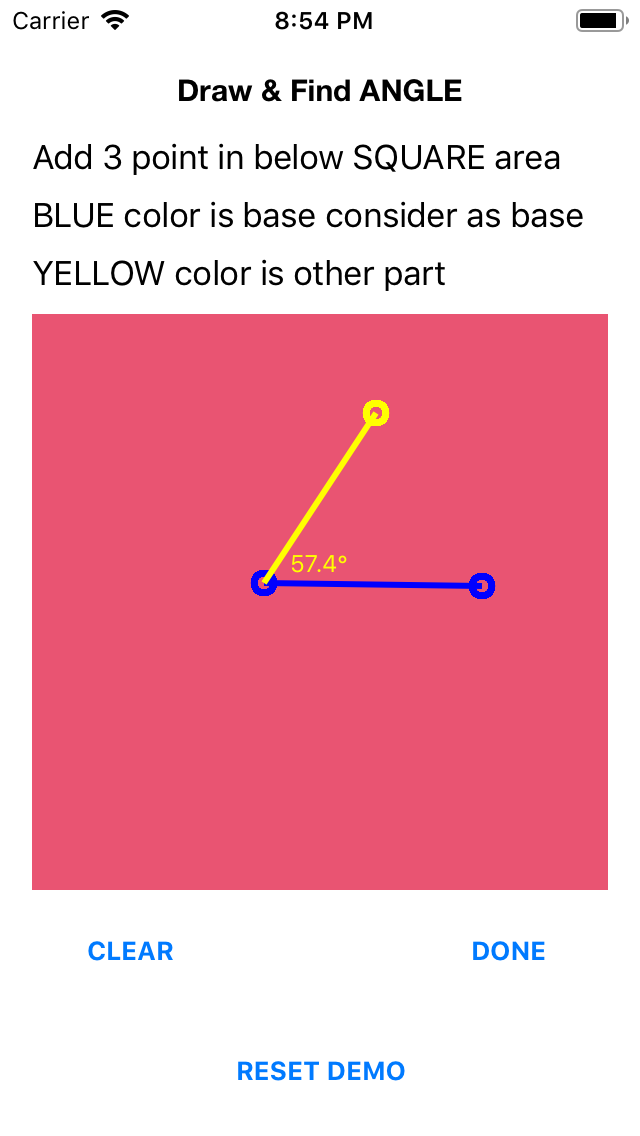 Carrier 8:54 PM
Draw & Find ANGLE
Add 3 point in below SQUARE area
BLUE color is base consider as base
YELLOW color is other part
57.4°
CLEAR DONE
RESET DEMO